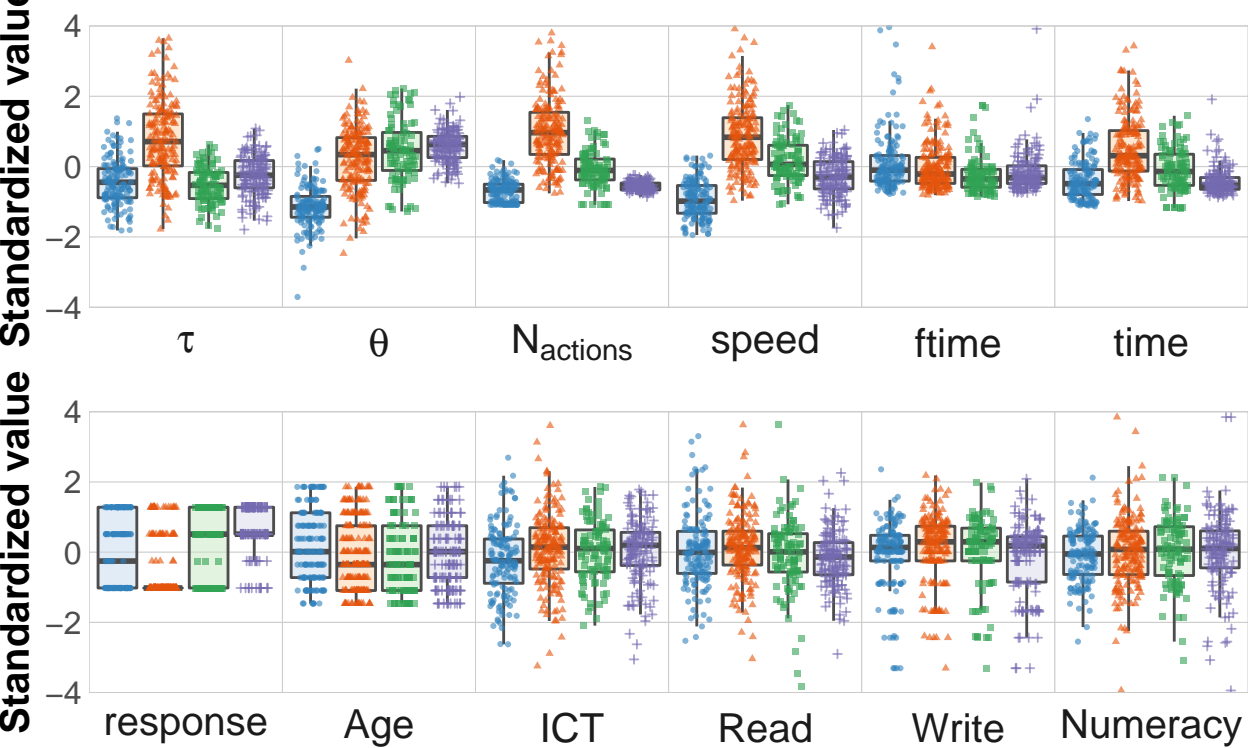 Standardized value
4
2
0
−2
−4
τ θ N_actions speed ftime time
Standardized value
4
2
0
−2
−4
response Age ICT Read Write Numeracy